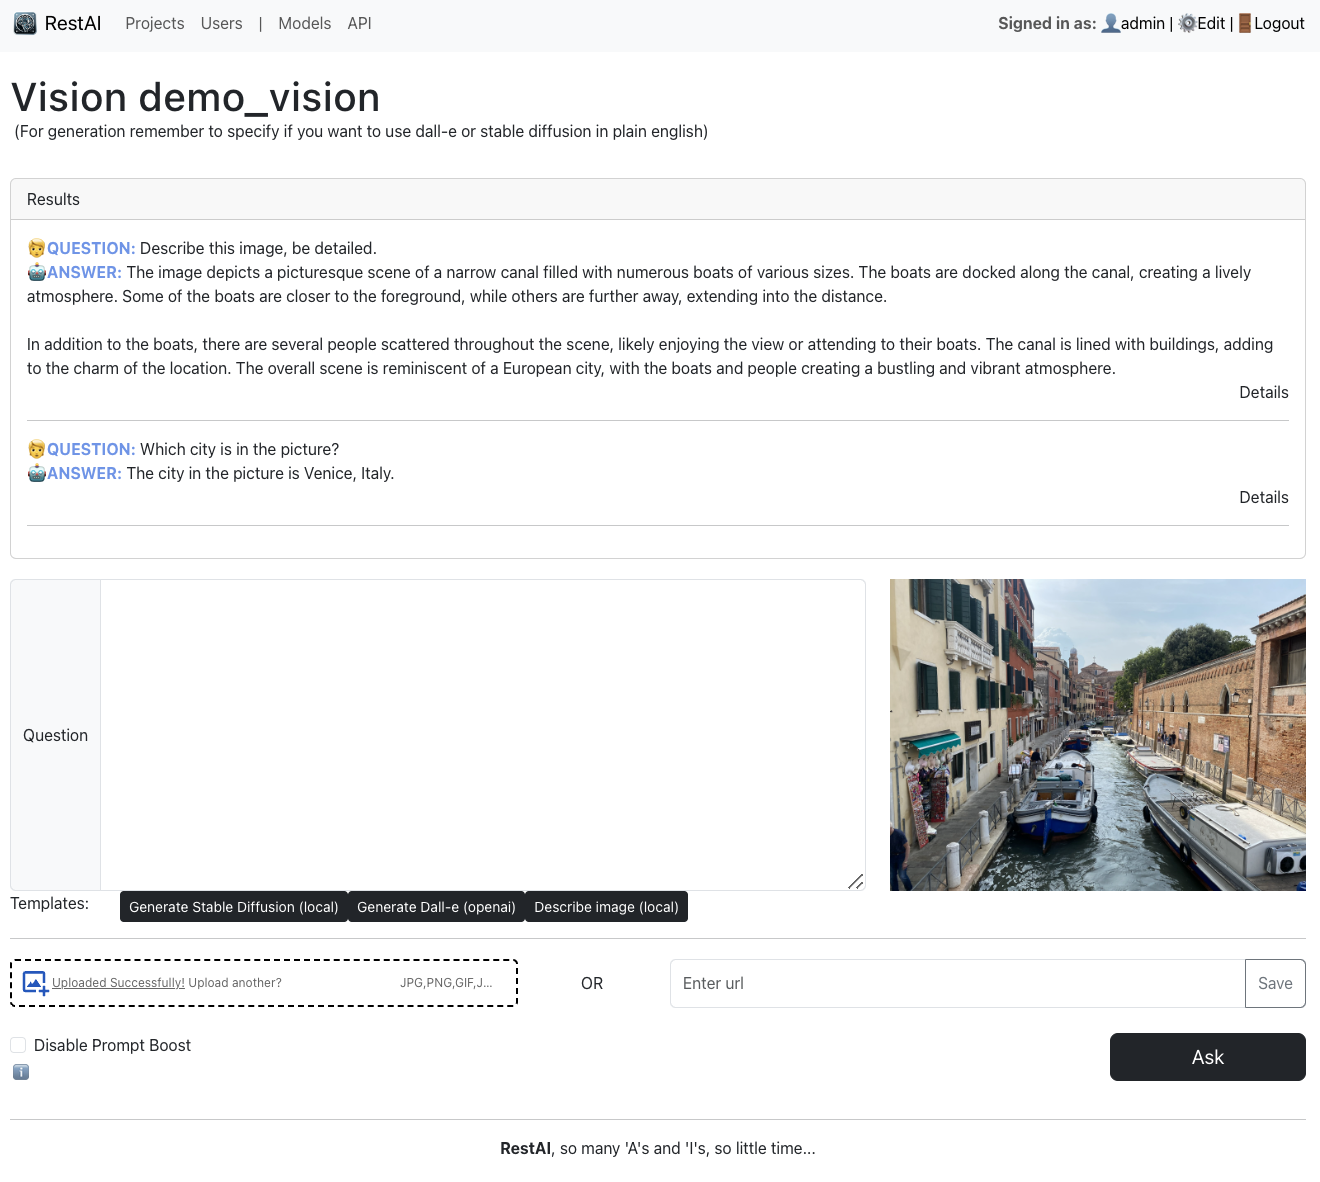 RestAI Projects Users | Models API Signed in as: admin | Edit | Logout
Vision demo_vision
(For generation remember to specify if you want to use dall-e or stable diffusion in plain english)
Results
QUESTION: Describe this image, be detailed.
ANSWER: The image depicts a picturesque scene of a narrow canal filled with numerous boats of various sizes. The boats are docked along the canal, creating a lively
atmosphere. Some of the boats are closer to the foreground, while others are further away, extending into the distance.
In addition to the boats, there are several people scattered throughout the scene, likely enjoying the view or attending to their boats. The canal is lined with buildings, adding
to the charm of the location. The overall scene is reminiscent of a European city, with the boats and people creating a bustling and vibrant atmosphere.
Details
QUESTION: Which city is in the picture?
ANSWER: The city in the picture is Venice, Italy.
Details
Question
Templates: Generate Stable Diffusion (local) Generate Dall-e (openai) Describe image (local)
Uploaded Successfully! Upload another? JPG,PNG,GIF,J... OR Enter url Save
Disable Prompt Boost
Ask
RestAI, so many 'A's and 'I's, so little time...